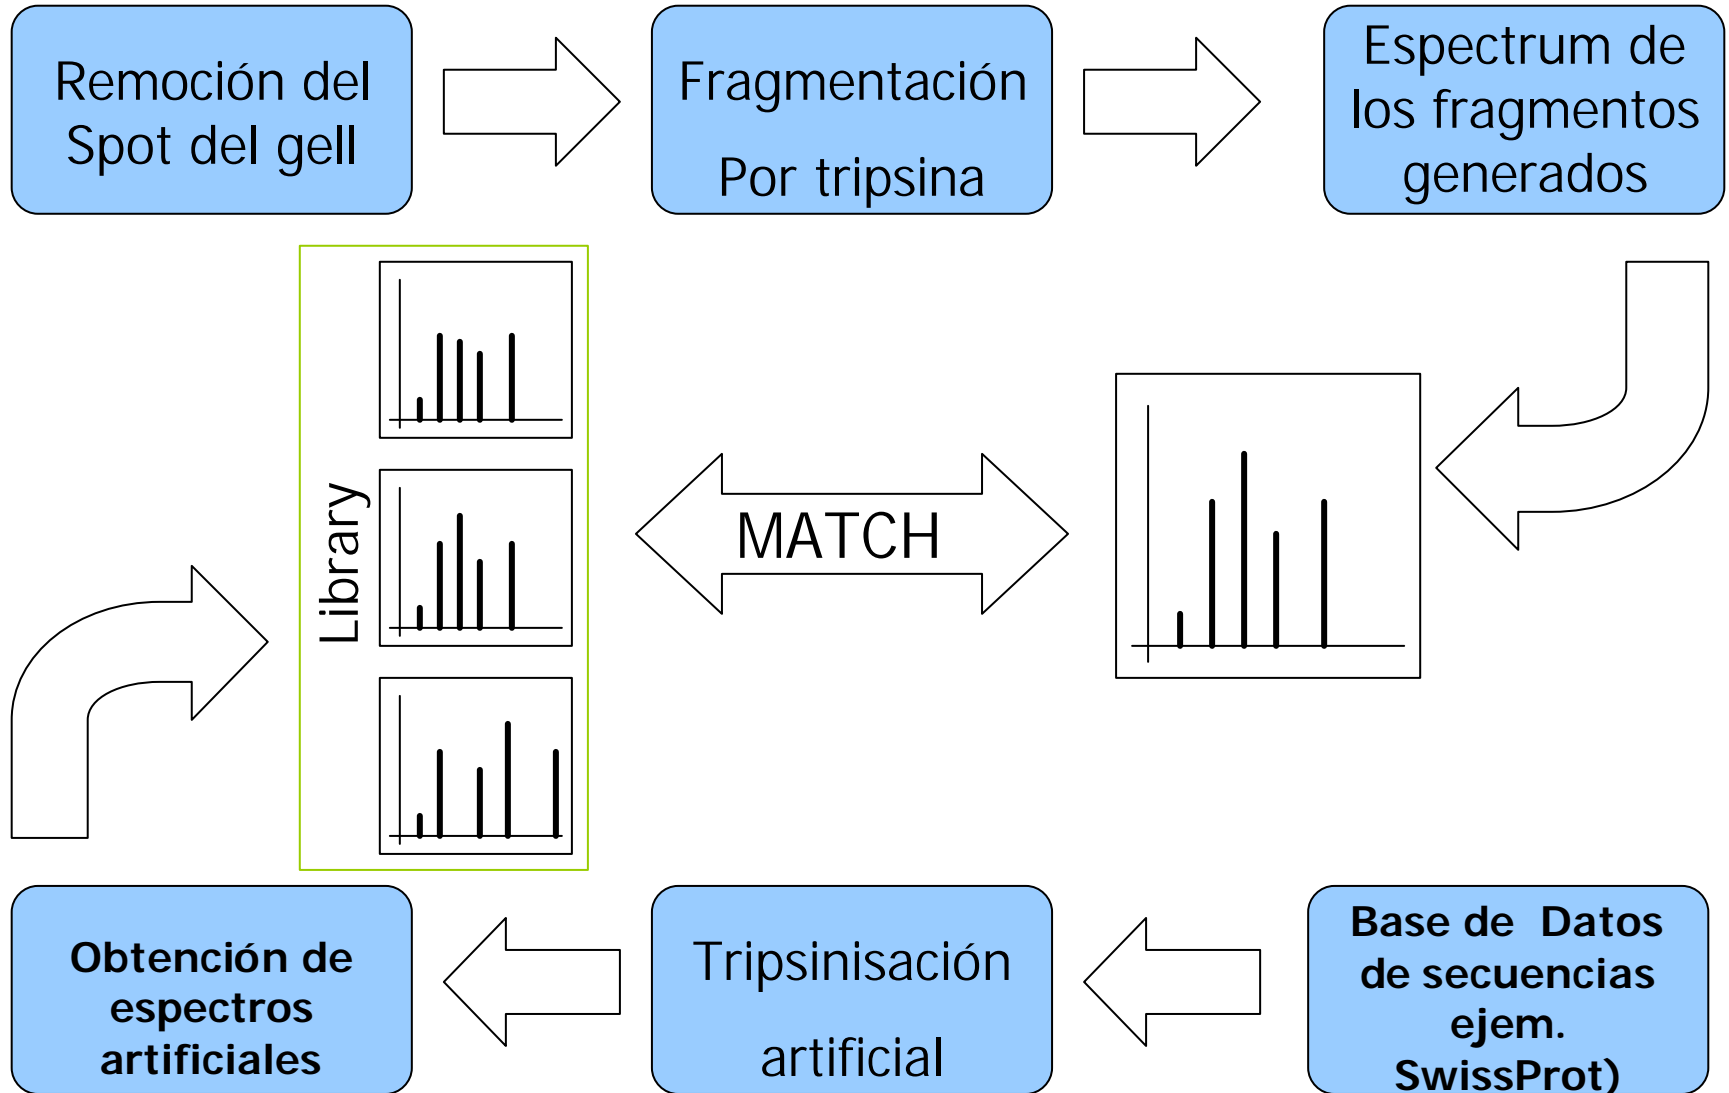 Remoción del
Spot del gell
Fragmentación
Por tripsina
Espectrum de
los fragmentos
generados
Library
MATCH
Obtención de
espectros
artificiales
Tripsinisación
artificial
Base de Datos
de secuencias
ejem.
SwissProt)